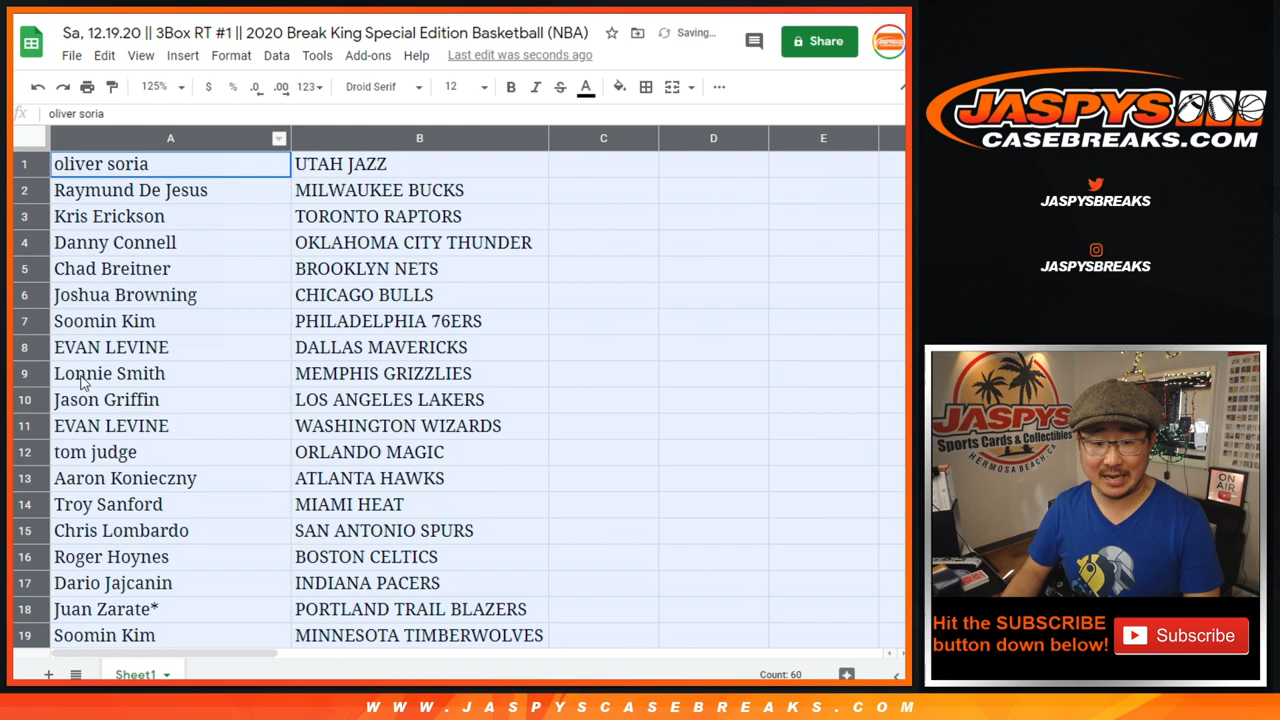 Sa, 12.19.20 || 3Box RT #1 || 2020 Break King Special Edition Basketball (NBA)
Saving...
Share
File Edit View Insert Format Data Tools Add-ons Help Last edit was seconds ago
125% $ % .0 .00 123 Droid Serif 12 B I S A
fx oliver soria
A B C D E
1 oliver soria UTAH JAZZ
2 Raymund De Jesus MILWAUKEE BUCKS
3 Kris Erickson TORONTO RAPTORS
4 Danny Connell OKLAHOMA CITY THUNDER
5 Chad Breitner BROOKLYN NETS
6 Joshua Browning CHICAGO BULLS
7 Soomin Kim PHILADELPHIA 76ERS
8 EVAN LEVINE DALLAS MAVERICKS
9 Lonnie Smith MEMPHIS GRIZZLIES
10 Jason Griffin LOS ANGELES LAKERS
11 EVAN LEVINE WASHINGTON WIZARDS
12 tom judge ORLANDO MAGIC
13 Aaron Konieczny ATLANTA HAWKS
14 Troy Sanford MIAMI HEAT
15 Chris Lombardo SAN ANTONIO SPURS
16 Roger Hoynes BOSTON CELTICS
17 Dario Jajcanin INDIANA PACERS
18 Juan Zarate* PORTLAND TRAIL BLAZERS
19 Soomin Kim MINNESOTA TIMBERWOLVES
Sheet1
Count: 60
JASPYS
CASEBREAKS.COM
JASPYSBREAKS
JASPYSBREAKS
JASPYS
Sports Cards & Collectibles
HERMOSA BEACH, CA
ON AIR
Hit the SUBSCRIBE
button down below!
Subscribe
WWW.JASPYSCASEBREAKS.COM